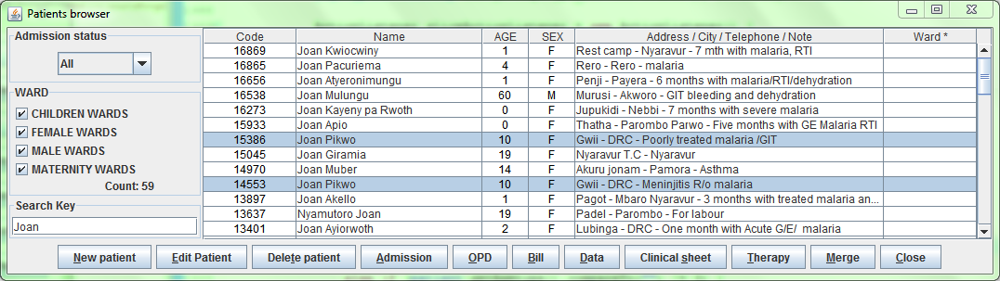 Patients browser
Admission status
All
WARD
CHILDREN WARDS
FEMALE WARDS
MALE WARDS
MATERNITY WARDS
Count: 59
Search Key
Joan
Code Name AGE SEX Address / City / Telephone / Note Ward *
16869 Joan Kwiocwiny 1 F Rest camp - Nyaravur - 7 mth with malaria, RTI
16865 Joan Pacuriema 4 F Rero - Rero - malaria
16656 Joan Atyeronimungu 1 F Penji - Payera - 6 months with malaria/RTI/dehydration
16538 Joan Mulungu 60 M Murusi - Akworo - GIT bleeding and dehydration
16273 Joan Kayeny pa Rwoth 0 F Jupukidi - Nebbi - 7 months with severe malaria
15933 Joan Apio 0 F Thatha - Parombo Parwo - Five months with GE Malaria RTI
15386 Joan Pikwo 10 F Gwii - DRC - Poorly treated malaria /GIT
15045 Joan Giramia 19 F Nyaravur T.C - Nyaravur
14970 Joan Muber 14 F Akuru jonam - Pamora - Asthma
14553 Joan Pikwo 10 F Gwii - DRC - Meninjitis R/o malaria
13897 Joan Akello 1 F Pagot - Mbaro Nyaravur - 3 months with treated malaria an...
13637 Nyamutoro Joan 19 F Padel - Parombo - For labour
13401 Joan Ayiorwoth 2 F Lubinga - DRC - One month with Acute G/E/ malaria
New patient Edit Patient Delete patient Admission OPD Bill Data Clinical sheet Therapy Merge Close